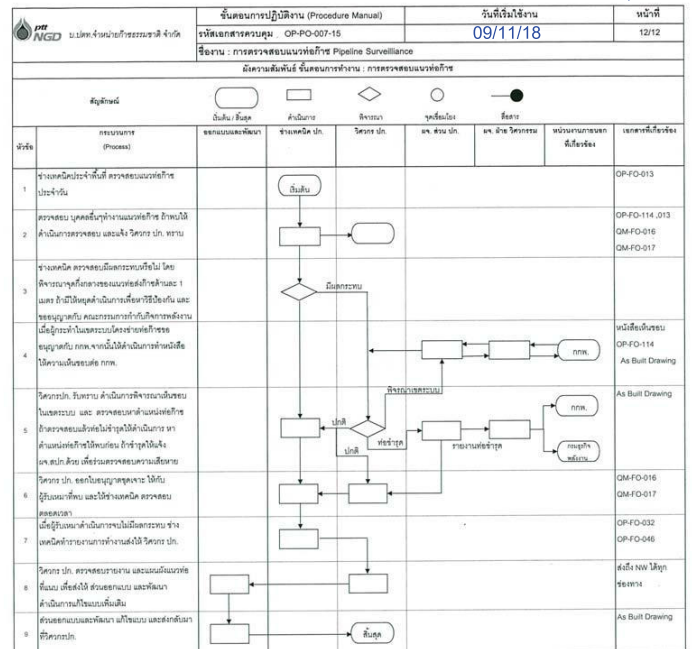 ptt
NGD
บ.ปตท.จำหน่ายก๊าซธรรมชาติ จำกัด
ขั้นตอนการปฏิบัติงาน (Procedure Manual)
วันที่เริ่มใช้งาน
หน้าที่
รหัสเอกสารควบคุม : OP-PO-007-15
09/11/18
12/12
ชื่องาน : การตรวจสอบแนวท่อก๊าซ Pipeline Surveillance
ผังความสัมพันธ์ ขั้นตอนการทำงาน : การตรวจสอบแนวท่อก๊าซ
สัญลักษณ์
เริ่มต้น / สิ้นสุด
ดำเนินการ
พิจารณา
จุดเชื่อมโยง
สื่อสาร
หัวข้อ
กระบวนการ
(Process)
ออกแบบและพัฒนา
ช่างเทคนิค ปก.
วิศวกร ปก.
ผจ. ส่วน ปก.
ผจ. ฝ่าย วิศวกรรม
หน่วยงานภายนอก
ที่เกี่ยวข้อง
เอกสารที่เกี่ยวข้อง
1
ช่างเทคนิคประจำพื้นที่ ตรวจสอบแนวท่อก๊าซ
ประจำวัน
เริ่มต้น
OP-FO-013
2
ตรวจสอบ บุคคลอื่นๆทำงานแนวท่อก๊าซ ถ้าพบให้
ดำเนินการตรวจสอบ และแจ้ง วิศวกร ปก. ทราบ
OP-FO-114 ,013
QM-FO-016
QM-FO-017
3
ช่างเทคนิค ตรวจสอบมีผลกระทบหรือไม่ โดย
พิจารณาจุดกึ่งกลางของแนวท่อส่งก๊าซด้านละ 1
เมตร ถ้ามีให้หยุดดำเนินการเพื่อหาวิธีป้องกัน และ
ขออนุญาตกับ คณะกรรมการกำกับกิจการพลังงาน
มีผลกระทบ
4
เมื่อผู้กระทำในเขตระบบโครงข่ายท่อก๊าซขอ
อนุญาตกับ กกพ.จากนั้นให้ดำเนินการทำหนังสือ
ให้ความเห็นชอบต่อ กกพ.
กกพ.
หนังสือเห็นชอบ
OP-FO-114
As Built Drawing
พิจารณาเขตระบบ
5
วิศวกรปก. รับทราบ ดำเนินการพิจารณาเห็นชอบ
ในเขตระบบ และ ตรวจสอบหาตำแหน่งท่อก๊าซ
ถ้าตรวจสอบแล้วท่อไม่ชำรุดให้ดำเนินการ หา
ตำแหน่งท่อก๊าซให้พบก่อน ถ้าชำรุดให้แจ้ง
ผจ.สปก.ด้วย เพื่อร่วมตรวจสอบความเสียหาย
ปกติ
ท่อชำรุด
ปกติ
รายงานท่อชำรุด
กกพ.
กรมธุรกิจ
พลังงาน
As Built Drawing
6
วิศวกร ปก. ออกใบอนุญาตขุดเจาะ ให้กับ
ผู้รับเหมาที่พบ และให้ช่างเทคนิค ตรวจสอบ
ตลอดเวลา
QM-FO-016
QM-FO-017
7
เมื่อผู้รับเหมาดำเนินการจบไม่มีผลกระทบ ช่าง
เทคนิคทำรายงานการทำงานส่งให้ วิศวกร ปก.
OP-FO-032
OP-FO-046
8
วิศวกร ปก. ตรวจสอบรายงาน และแผนผังแนวท่อ
ที่แนบ เพื่อส่งให้ ส่วนออกแบบ และพัฒนา
ดำเนินการแก้ไขแบบเพิ่มเติม
ส่งถึง NW ได้ทุก
ช่องทาง
9
ส่วนออกแบบและพัฒนา แก้ไขแบบ และส่งกลับมา
ที่วิศวกรปก.
สิ้นสุด
As Built Drawing